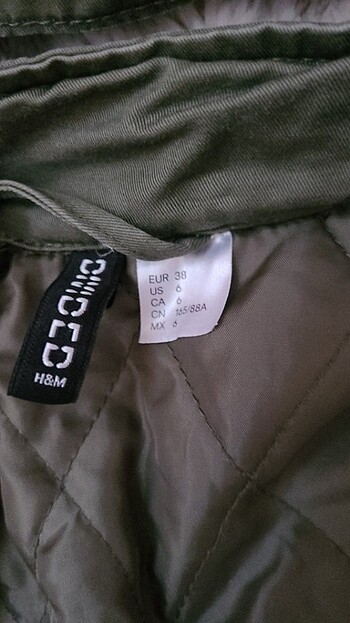 DIVIDED
H&M
EUR 38
US 6
CA 6
CN 165/88A
MX 6